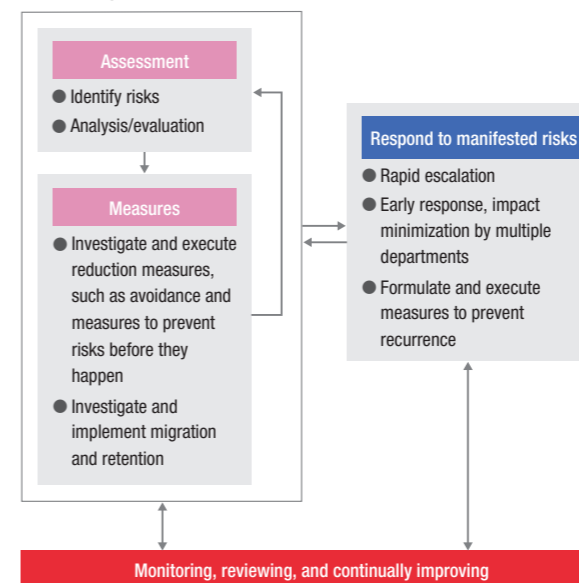 Assessment
● Identify risks
● Analysis/evaluation
Measures
● Investigate and execute
reduction measures,
such as avoidance and
measures to prevent
risks before they
happen
● Investigate and
implement migration
and retention
Respond to manifested risks
● Rapid escalation
● Early response, impact
minimization by multiple
departments
● Formulate and execute
measures to prevent
recurrence
Monitoring, reviewing, and continually improving